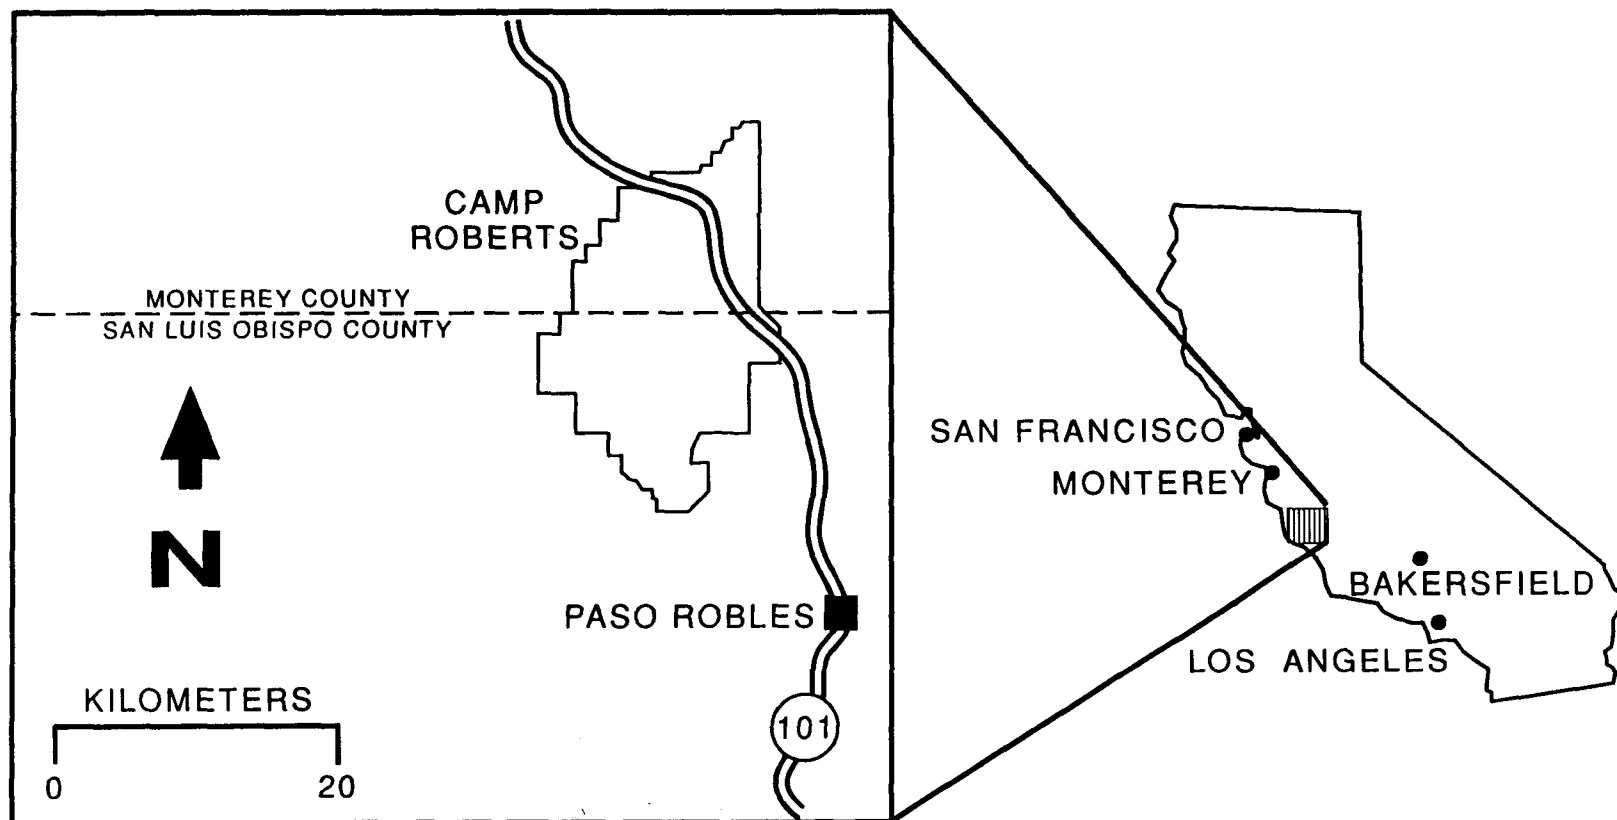 CAMP
ROBERTS
MONTEREY COUNTY
SAN LUIS OBISPO COUNTY
N
PASO ROBLES
KILOMETERS
0 20
101
SAN FRANCISCO
MONTEREY
BAKERSFIELD
LOS ANGELES